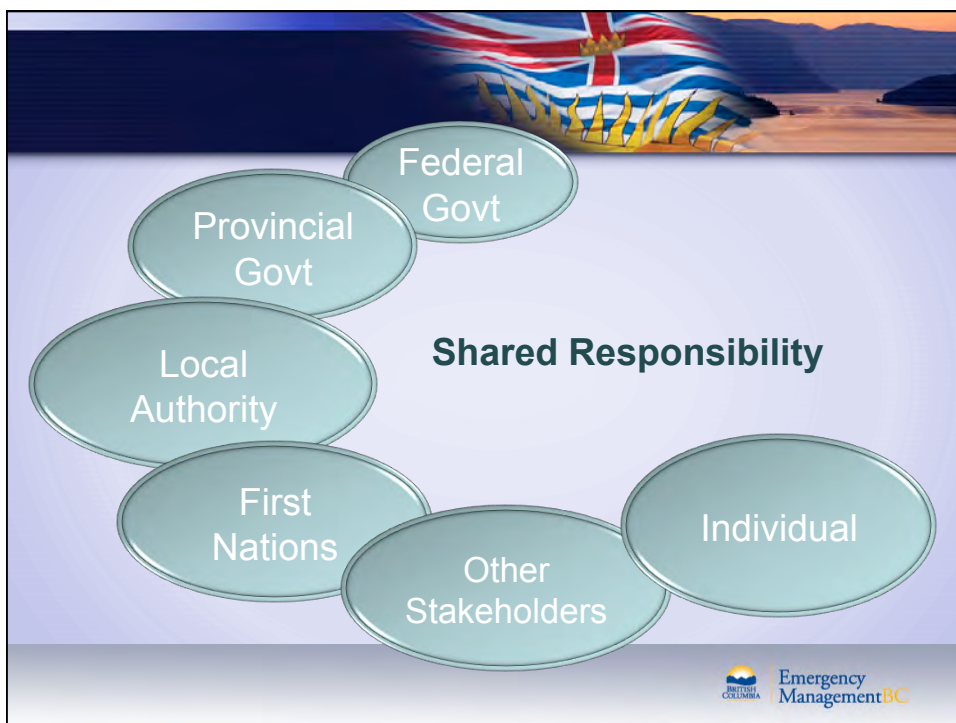 Federal
Govt
Provincial
Govt
Local
Authority
Shared Responsibility
First
Nations
Other
Stakeholders
Individual
BRITISH
COLUMBIA
Emergency
ManagementBC